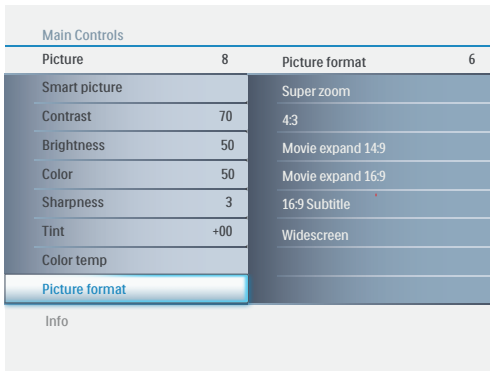 Main Controls
Picture 8
Smart picture
Contrast 70
Brightness 50
Color 50
Sharpness 3
Tint +00
Color temp
Picture format
Info
Picture format 6
Super zoom
4:3
Movie expand 14:9
Movie expand 16:9
16:9 Subtitle
Widescreen